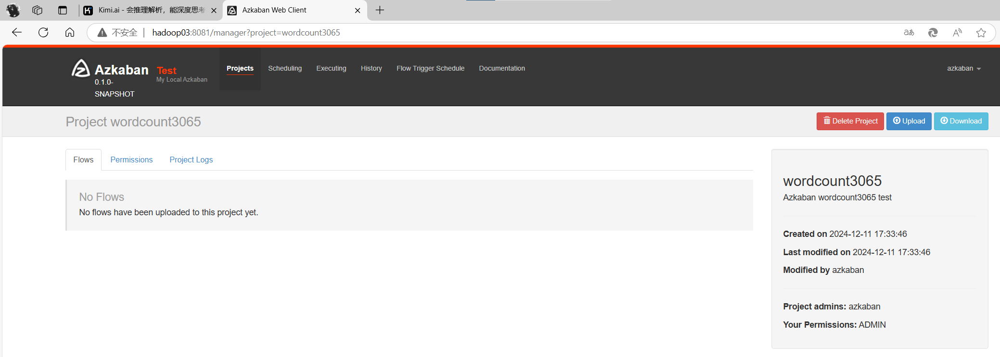 Kimi.ai - 会推理解析，能深度思考
Azkaban Web Client
不安全
hadoop03:8081/manager?project=wordcount3065
Azkaban
0.1.0-
SNAPSHOT
Test
My Local Azkaban
Projects
Scheduling
Executing
History
Flow Trigger Schedule
Documentation
azkaban
Project wordcount3065
Delete Project
Upload
Download
Flows
Permissions
Project Logs
No Flows
No flows have been uploaded to this project yet.
wordcount3065
Azkaban wordcount3065 test
Created on 2024-12-11 17:33:46
Last modified on 2024-12-11 17:33:46
Modified by azkaban
Project admins: azkaban
Your Permissions: ADMIN